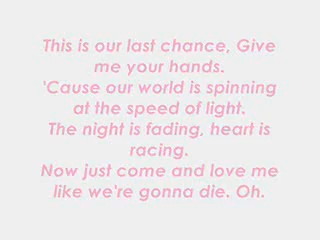 This is our last chance, Give
me your hands.
'Cause our world is spinning
at the speed of light.
The night is fading, heart is
racing.
Now just come and love me
like we're gonna die. Oh.